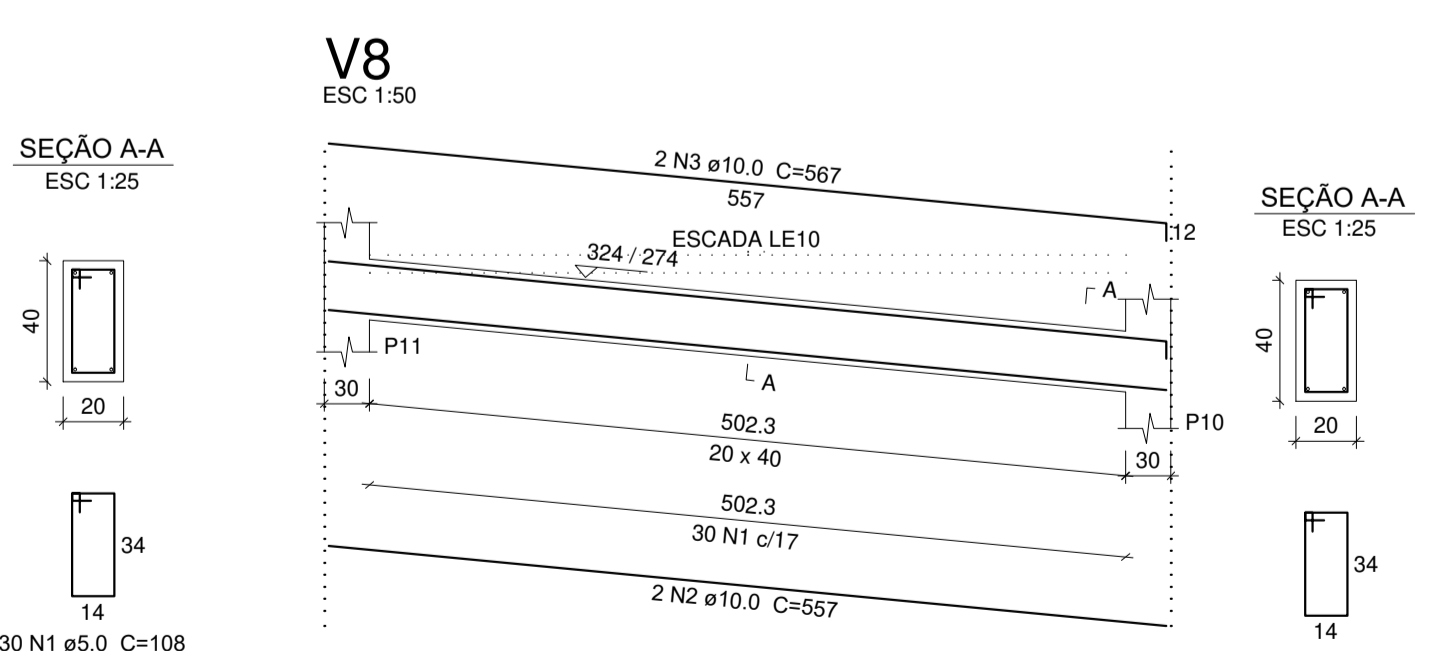 V8
ESC 1:50
SEÇÃO A-A
ESC 1:25
40
20
34
14
30 N1 ø5.0 C=108
2 N3 ø10.0 C=567
557
12
ESCADA LE10
324 / 274
A
P11
A
30
P10
502.3
20 x 40
30
502.3
30 N1 c/17
2 N2 ø10.0 C=557
SEÇÃO A-A
ESC 1:25
40
20
34
14